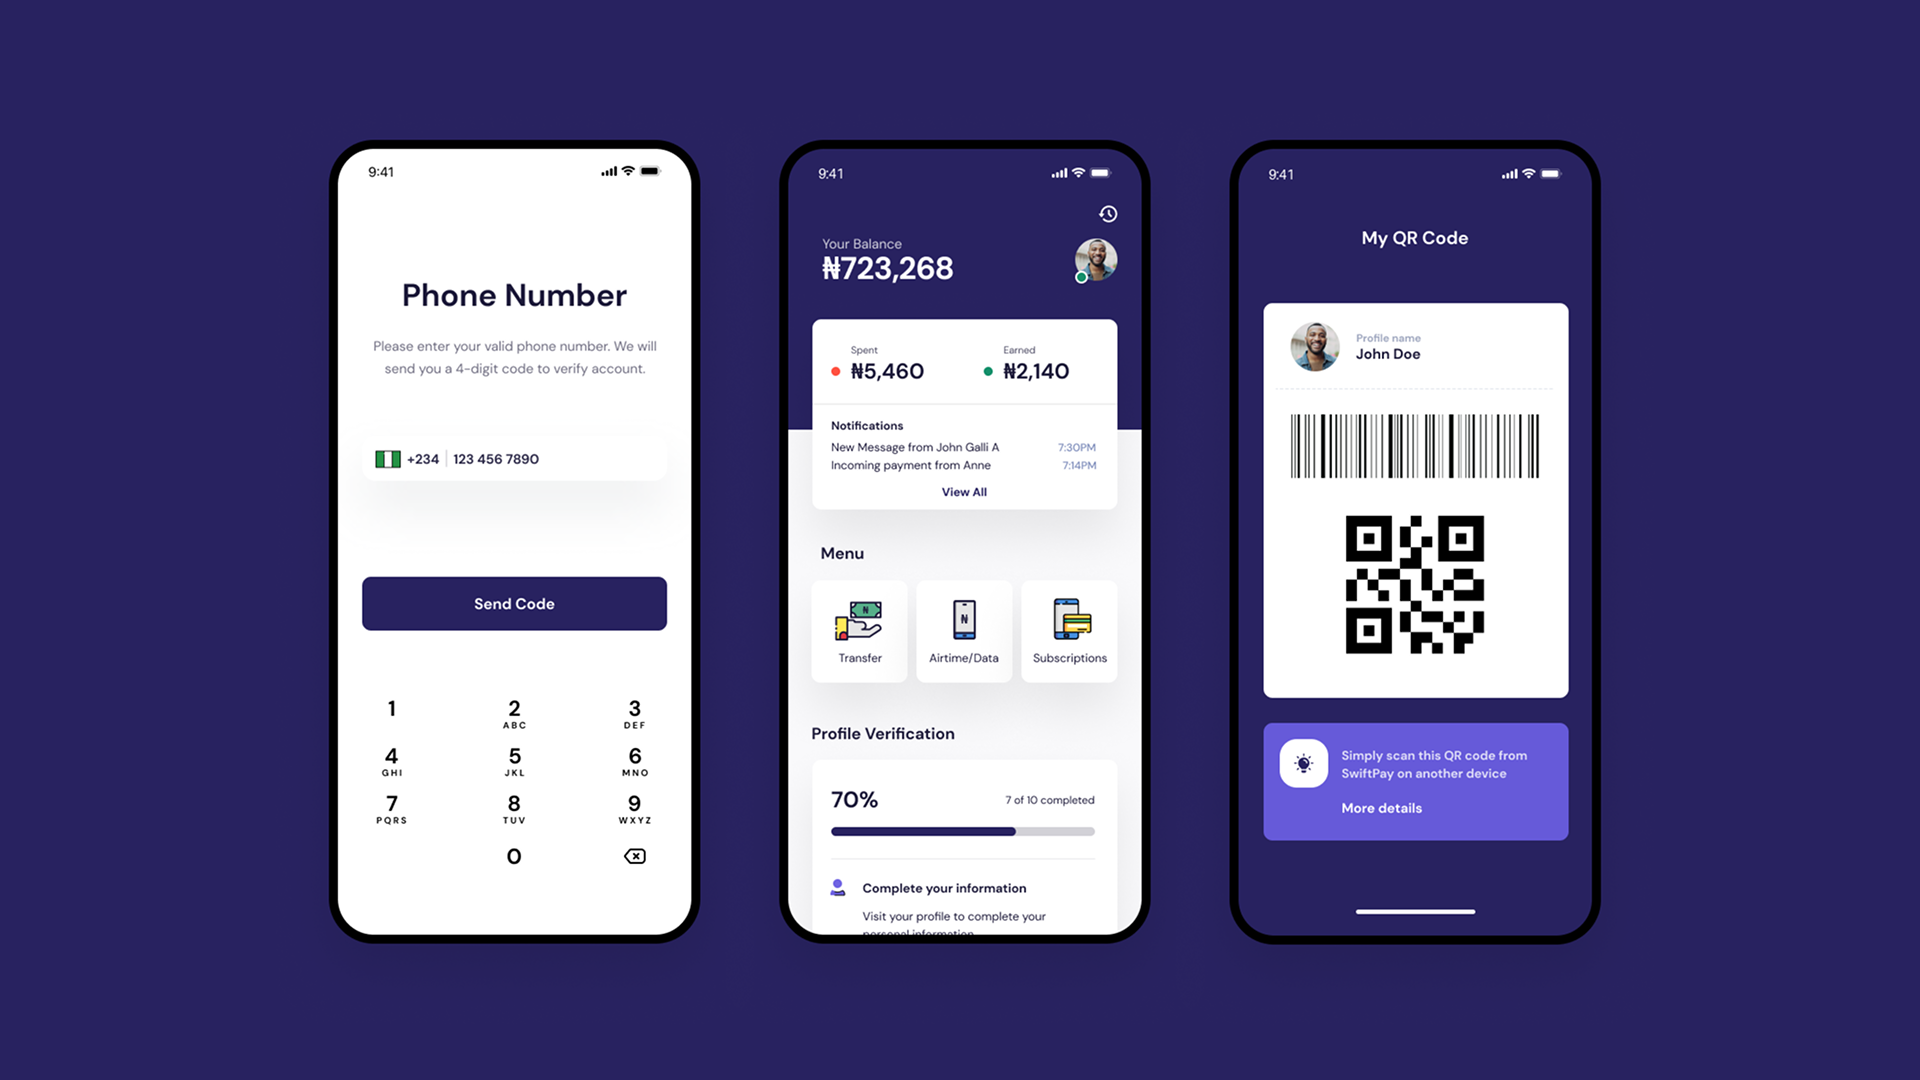 9:41
Phone Number
Please enter your valid phone number. We will
send you a 4-digit code to verify account.
+234 123 456 7890
Send Code
1 2 3
ABC DEF
4 5 6
GHI JKL MNO
7 8 9
PQRS TUV WXYZ
0
9:41
Your Balance
₦723,268
Spent Earned
₦5,460 ₦2,140
Notifications
New Message from John Galli A 7:30PM
Incoming payment from Anne 7:14PM
View All
Menu
N N
Transfer Airtime/Data Subscriptions
Profile Verification
70% 7 of 10 completed
Complete your information
Visit your profile to complete your
personal information
9:41
My QR Code
Profile name
John Doe
Simply scan this QR code from
SwiftPay on another device
More details